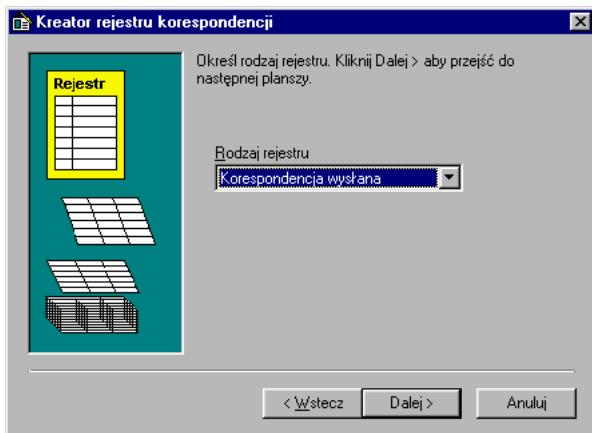 Kreator rejestru korespondencji
Określ rodzaj rejestru. Kliknij Dalej > aby przejść do
następnej planszy.
Rejestr
Rodzaj rejestru
Korespondencja wysłana
< Wstecz
Dalej >
Anuluj